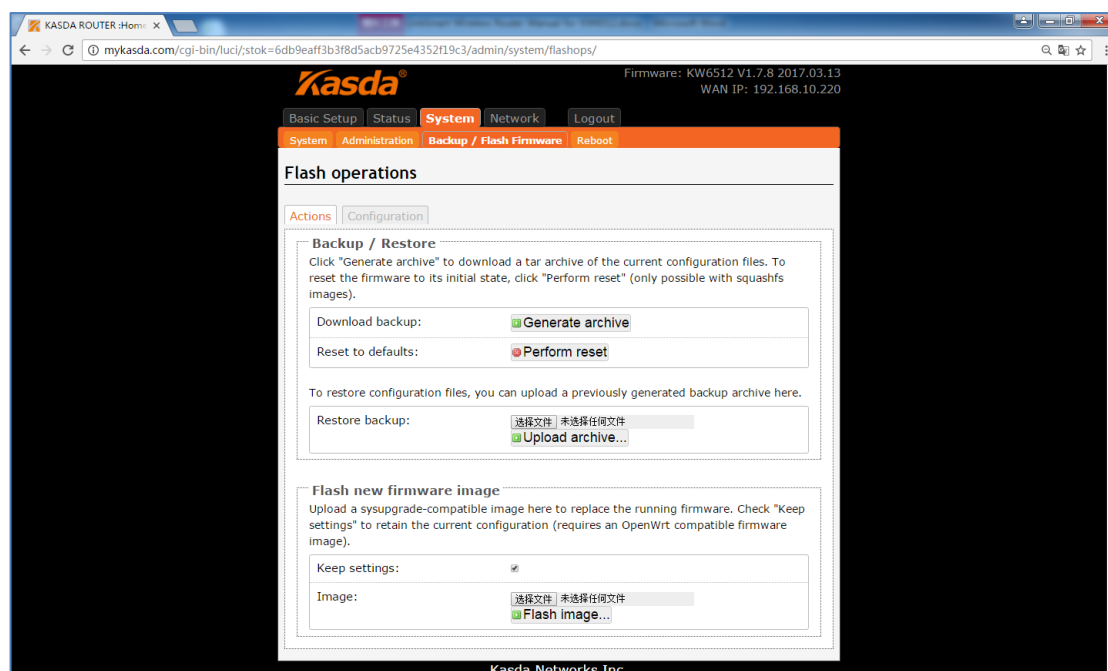 KASDA ROUTER :Home
mykasda.com/cgi-bin/luci/;stok=6db9eaff3b3f8d5acb9725e4352f19c3/admin/system/flashops/
Kasda®
Firmware: KW6512 V1.7.8 2017.03.13
WAN IP: 192.168.10.220
Basic Setup Status System Network Logout
System Administration Backup / Flash Firmware Reboot
Flash operations
Actions Configuration
Backup / Restore
Click "Generate archive" to download a tar archive of the current configuration files. To
reset the firmware to its initial state, click "Perform reset" (only possible with squashfs
images).
Download backup: Generate archive
Reset to defaults: Perform reset
To restore configuration files, you can upload a previously generated backup archive here.
Restore backup: 选择文件 未选择任何文件
Upload archive...
Flash new firmware image
Upload a sysupgrade-compatible image here to replace the running firmware. Check "Keep
settings" to retain the current configuration (requires an OpenWrt compatible firmware
image).
Keep settings:
Image: 选择文件 未选择任何文件
Flash image...
Kasda Networks Inc